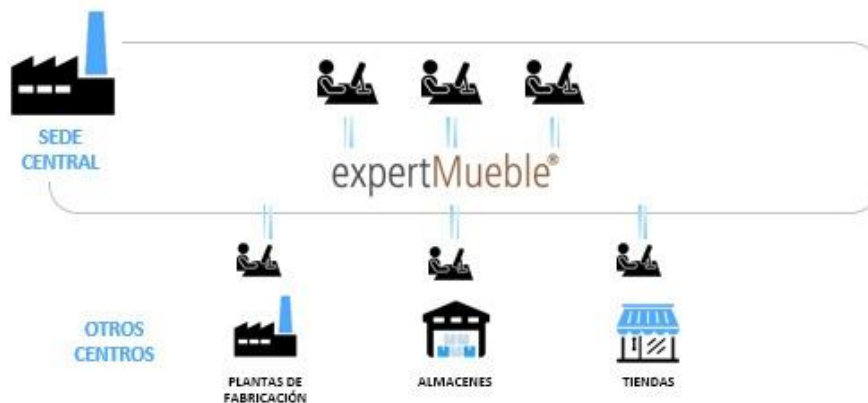 SEDE
CENTRAL
expertMueble®
OTROS
CENTROS
PLANTAS DE
FABRICACIÓN
ALMACENES
TIENDAS